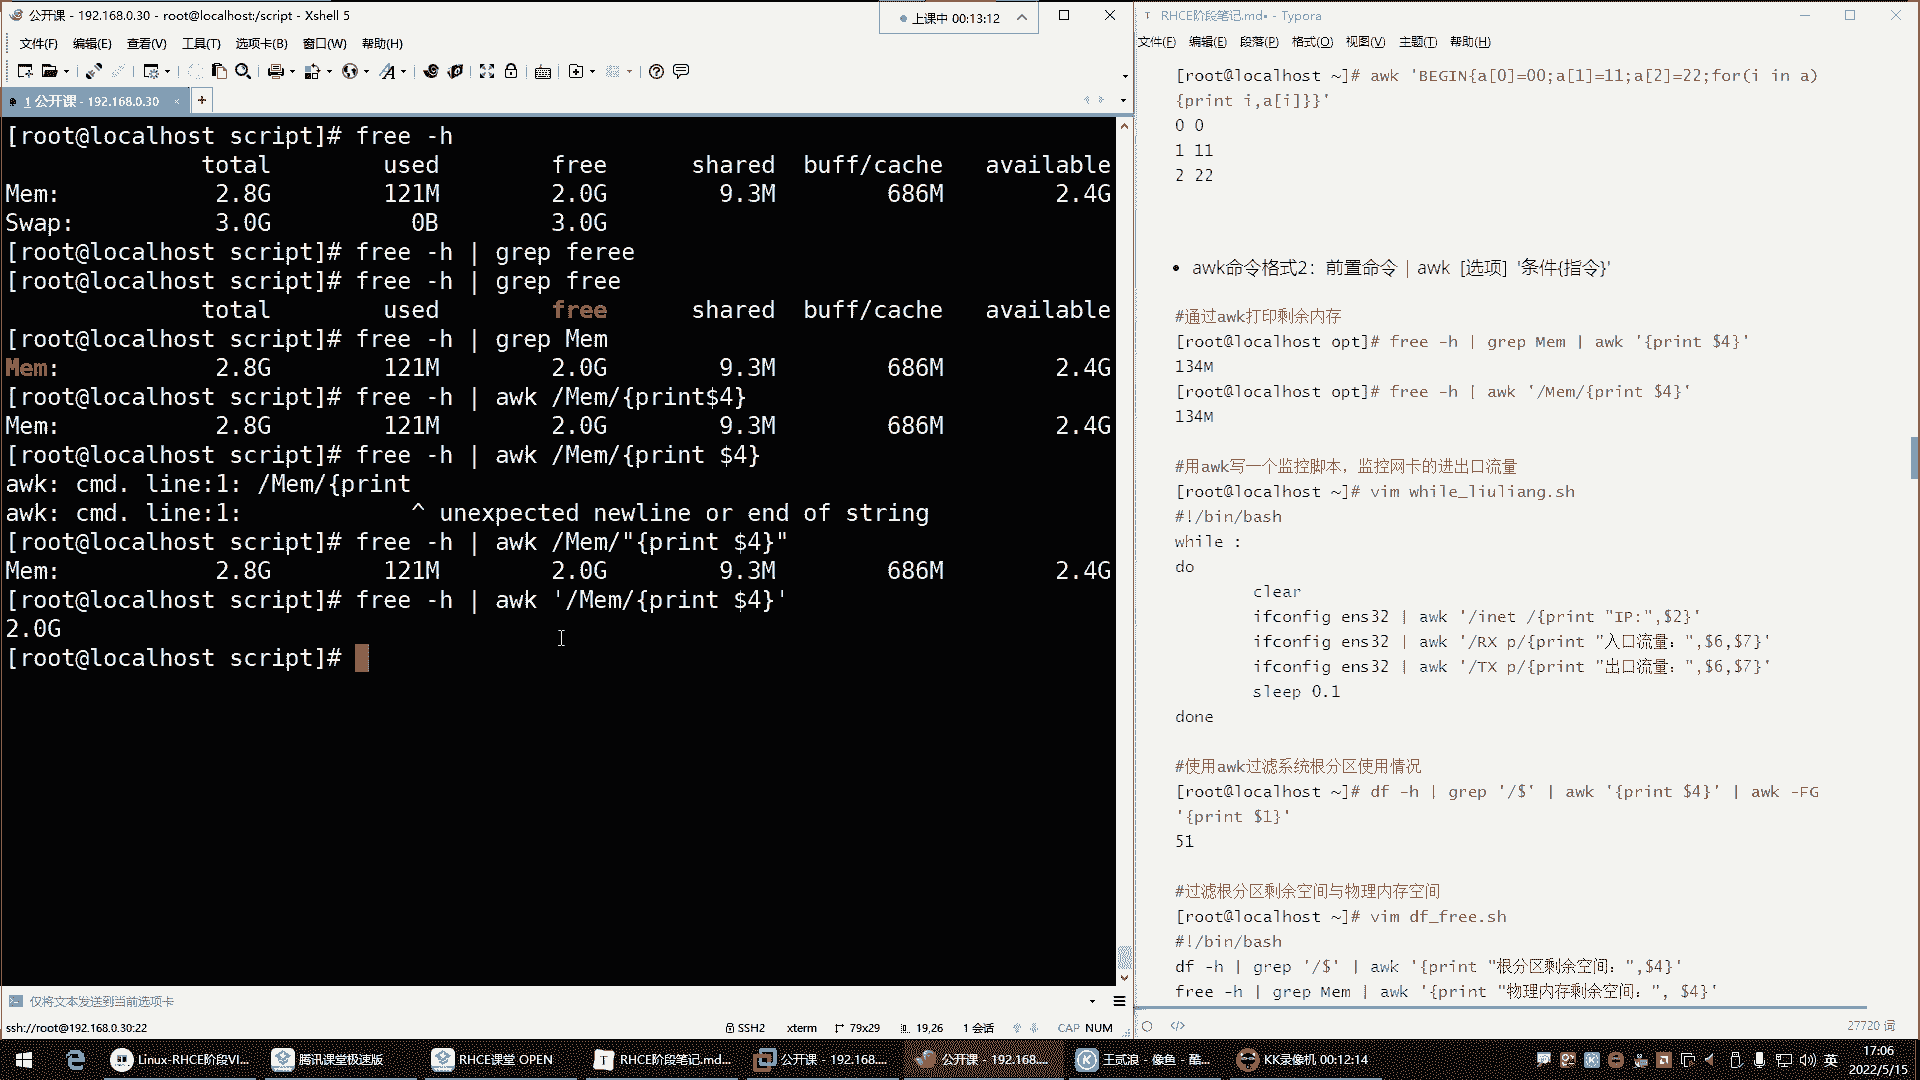 公开课 - 192.168.0.30 - root@localhost:/script - Xshell 5
上课中 00:13:12
文件(F) 编辑(E) 查看(V) 工具(T) 选项卡(B) 窗口(W) 帮助(H)
1 公开课 - 192.168.0.30
[root@localhost script]# free -h
total used free shared buff/cache available
Mem: 2.8G 121M 2.0G 9.3M 686M 2.4G
Swap: 3.0G 0B 3.0G
[root@localhost script]# free -h | grep feree
[root@localhost script]# free -h | grep free
total used free shared buff/cache available
[root@localhost script]# free -h | grep Mem
Mem: 2.8G 121M 2.0G 9.3M 686M 2.4G
[root@localhost script]# free -h | awk /Mem/{print$4}
Mem: 2.8G 121M 2.0G 9.3M 686M 2.4G
[root@localhost script]# free -h | awk /Mem/{print $4}
awk: cmd. line:1: /Mem/{print
awk: cmd. line:1: ^ unexpected newline or end of string
[root@localhost script]# free -h | awk /Mem/"{print $4}"
Mem: 2.8G 121M 2.0G 9.3M 686M 2.4G
[root@localhost script]# free -h | awk '/Mem/{print $4}'
2.0G
[root@localhost script]#
仅将文本发送到当前选项卡
ssh://root@192.168.0.30:22 SSH2 xterm 79x29 19,26 1 会话 CAP NUM
RHCE阶段笔记.md• - Typora
文件(F) 编辑(E) 段落(P) 格式(O) 视图(V) 主题(T) 帮助(H)
[root@localhost ~]# awk 'BEGIN{a[0]=00;a[1]=11;a[2]=22;for(i in a)
{print i,a[i]}}'
0 0
1 11
2 22
• awk命令格式2：前置命令 | awk [选项] '条件{指令}'
#通过awk打印剩余内存
[root@localhost opt]# free -h | grep Mem | awk '{print $4}'
134M
[root@localhost opt]# free -h | awk '/Mem/{print $4}'
134M
#用awk写一个监控脚本，监控网卡的进出口流量
[root@localhost ~]# vim while_liuliang.sh
#!/bin/bash
while :
do
clear
ifconfig ens32 | awk '/inet /{print "IP:",$2}'
ifconfig ens32 | awk '/RX p/{print "入口流量：",$6,$7}'
ifconfig ens32 | awk '/TX p/{print "出口流量：",$6,$7}'
sleep 0.1
done
#使用awk过滤系统根分区使用情况
[root@localhost ~]# df -h | grep '/$' | awk '{print $4}' | awk -FG
'{print $1}'
51
#过滤根分区剩余空间与物理内存空间
[root@localhost ~]# vim df_free.sh
#!/bin/bash
df -h | grep '/$' | awk '{print "根分区剩余空间：",$4}'
free -h | grep Mem | awk '{print "物理内存剩余空间：", $4}'
27720 词
Linux-RHCE阶段VI... 腾讯课堂极速版 RHCE课堂 OPEN RHCE阶段笔记.md... 公开课 - 192.168.... 公开课 - 192.168.... 王贰浪 - 像鱼 - 酷... KK录像机 00:12:14 英 17:06
2022/5/15